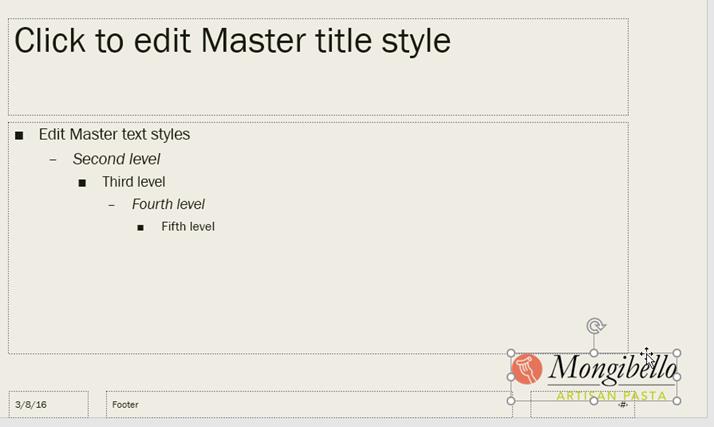 Click to edit Master title style
■ Edit Master text styles
– Second level
■ Third level
– Fourth level
■ Fifth level
Mongibello
ARTISAN PASTA
3/8/16
Footer
‹#›